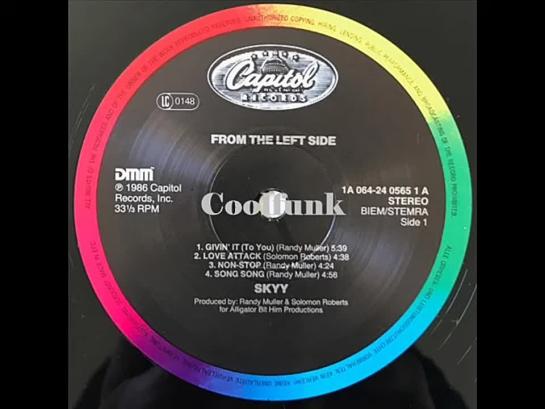 Capitol
RECORDS
LC 0148
FROM THE LEFT SIDE
DMM
℗ 1986 Capitol
Records, Inc.
33⅓ RPM
1A 064-24 0565 1 A
STEREO
BIEM/STEMRA
Side 1
Coolfunk
1. GIVIN' IT (To You) (Randy Muller) 5:39
2. LOVE ATTACK (Solomon Roberts) 4:38
3. NON-STOP (Randy Muller) 4:24
4. SONG SONG (Randy Muller) 4:58
SKYY
Produced by: Randy Muller & Solomon Roberts
for Alligator Bit Him Productions